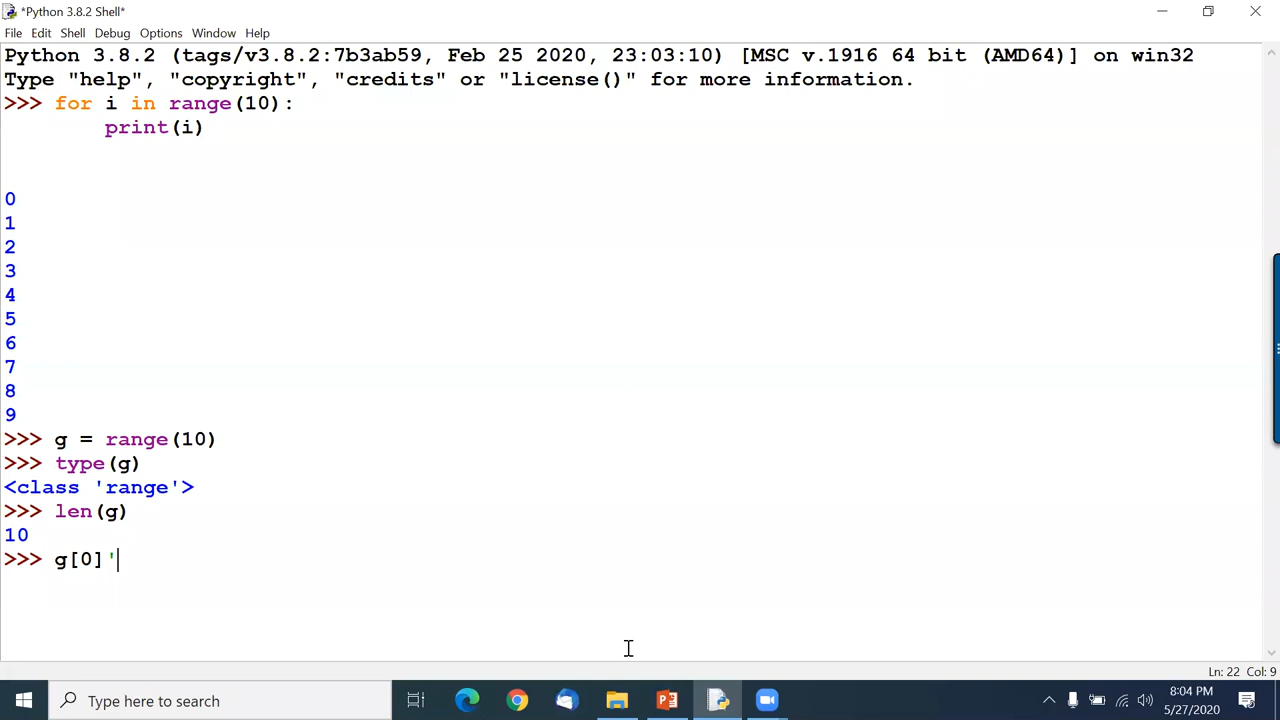 *Python 3.8.2 Shell*
File Edit Shell Debug Options Window Help
Python 3.8.2 (tags/v3.8.2:7b3ab59, Feb 25 2020, 23:03:10) [MSC v.1916 64 bit (AMD64)] on win32
Type "help", "copyright", "credits" or "license()" for more information.
>>> for i in range(10):
        print(i)
0
1
2
3
4
5
6
7
8
9
>>> g = range(10)
>>> type(g)
<class 'range'>
>>> len(g)
10
>>> g[0]'
Ln: 22 Col: 9
Type here to search
8:04 PM
5/27/2020